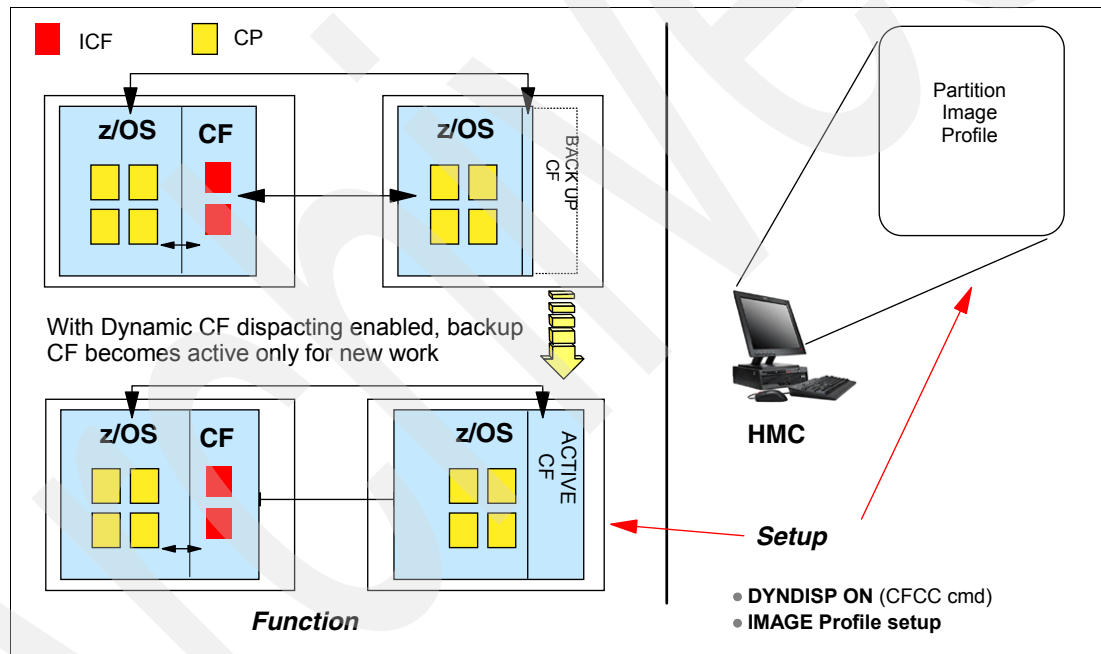 ICF
CP
z/OS
CF
z/OS
BACK UP
CF
With Dynamic CF dispacting enabled, backup
CF becomes active only for new work
z/OS
CF
z/OS
ACTIVE
CF
Function
Partition
Image
Profile
HMC
Setup
• DYNDISP ON (CFCC cmd)
• IMAGE Profile setup